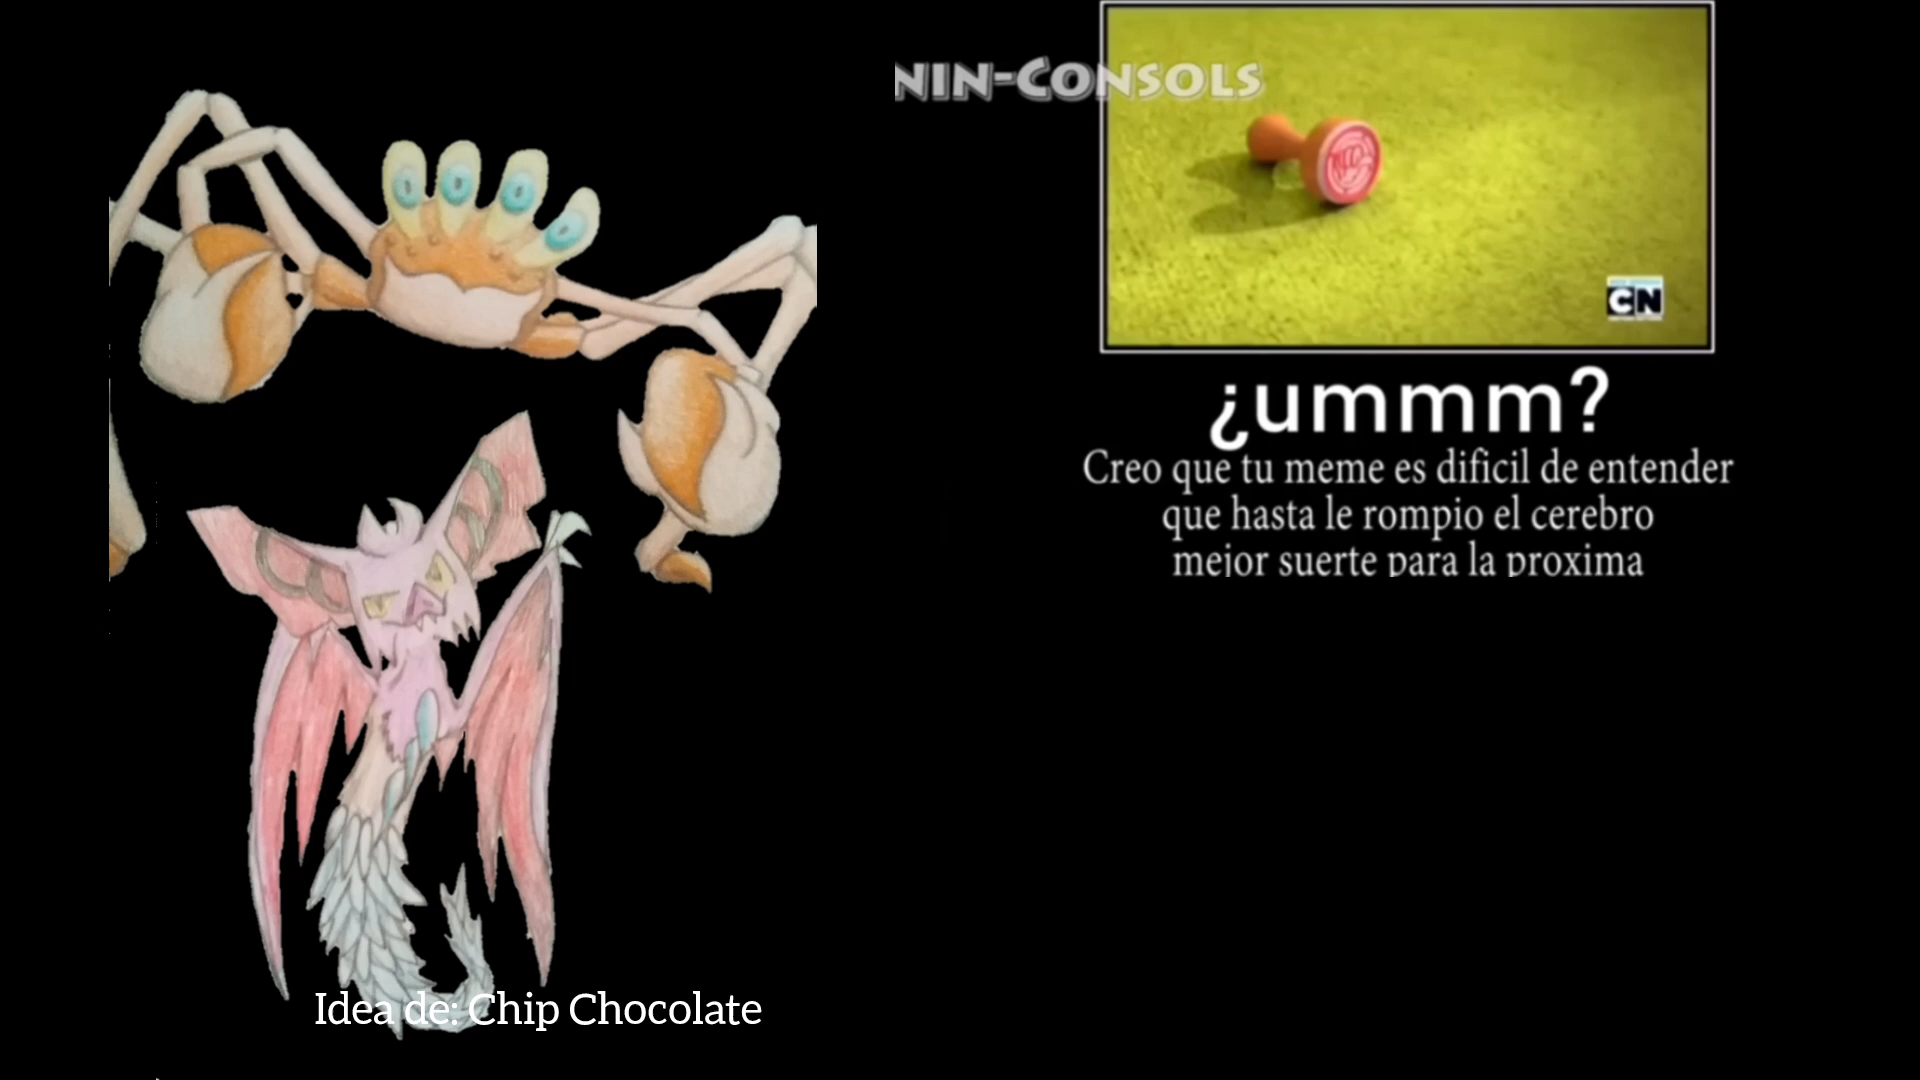 NIN-CONSOLS
CN
¿ummm?
Creo que tu meme es dificil de entender
que hasta le rompio el cerebro
mejor suerte para la proxima
Idea de: Chip Chocolate